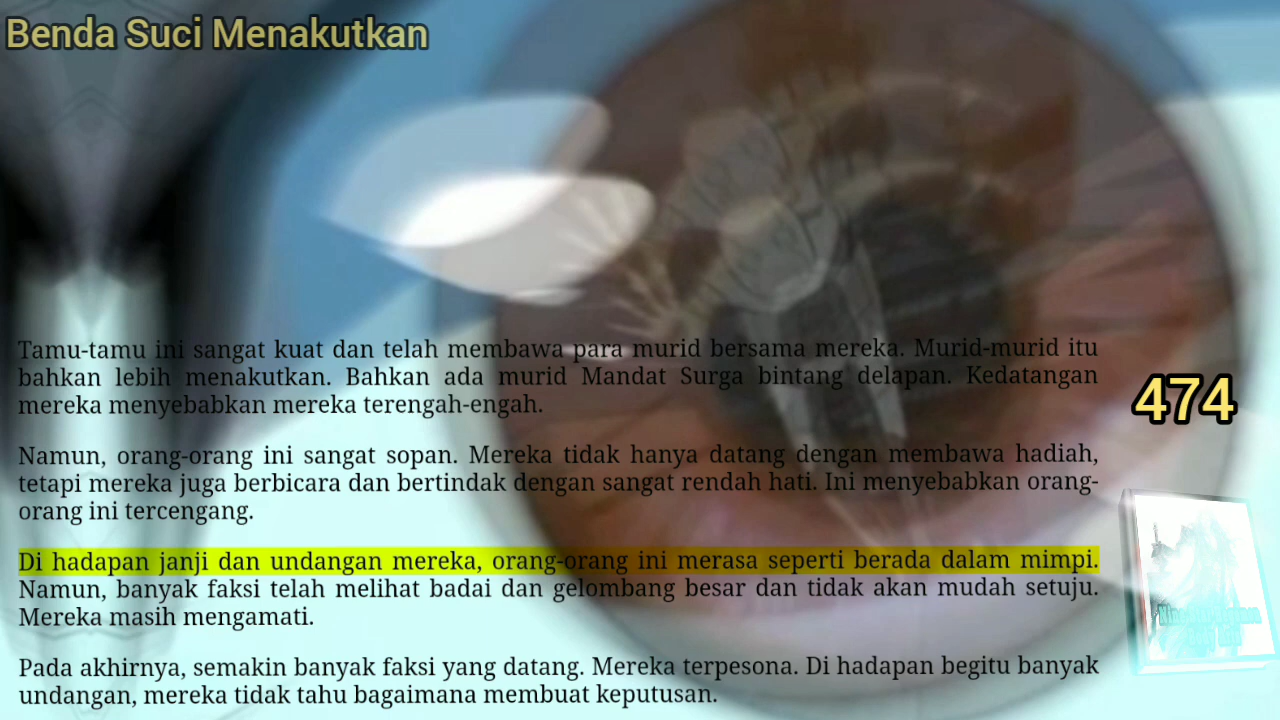 Benda Suci Menakutkan
Tamu-tamu ini sangat kuat dan telah membawa para murid bersama mereka. Murid-murid itu
bahkan lebih menakutkan. Bahkan ada murid Mandat Surga bintang delapan. Kedatangan
mereka menyebabkan mereka terengah-engah.
474
Namun, orang-orang ini sangat sopan. Mereka tidak hanya datang dengan membawa hadiah,
tetapi mereka juga berbicara dan bertindak dengan sangat rendah hati. Ini menyebabkan orang-
orang ini tercengang.
Di hadapan janji dan undangan mereka, orang-orang ini merasa seperti berada dalam mimpi.
Namun, banyak faksi telah melihat badai dan gelombang besar dan tidak akan mudah setuju.
Mereka masih mengamati.
Pada akhirnya, semakin banyak faksi yang datang. Mereka terpesona. Di hadapan begitu banyak
undangan, mereka tidak tahu bagaimana membuat keputusan.